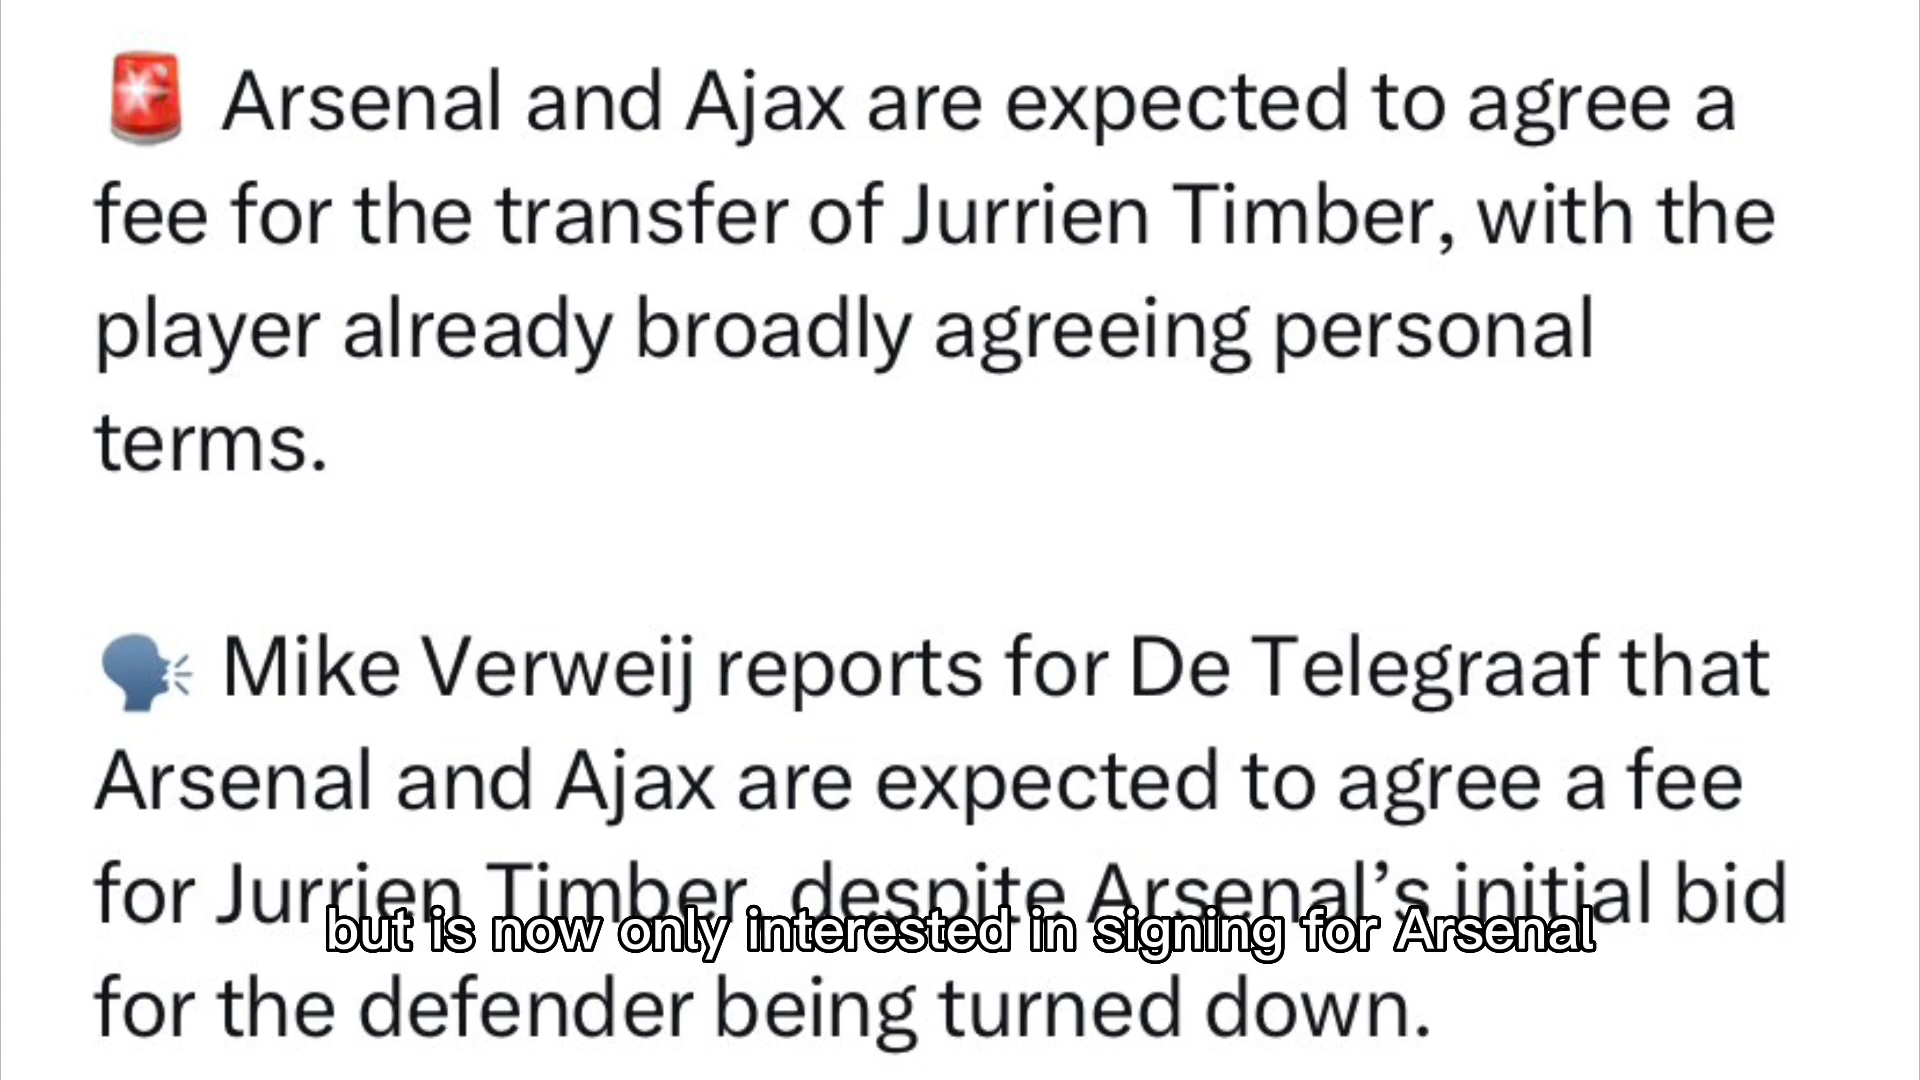 🚨 Arsenal and Ajax are expected to agree a
fee for the transfer of Jurrien Timber, with the
player already broadly agreeing personal
terms.
🗣️ Mike Verweij reports for De Telegraaf that
Arsenal and Ajax are expected to agree a fee
for Jurrien Timber, despite Arsenal’s initial bid
but is now only interested in signing for Arsenal
for the defender being turned down.